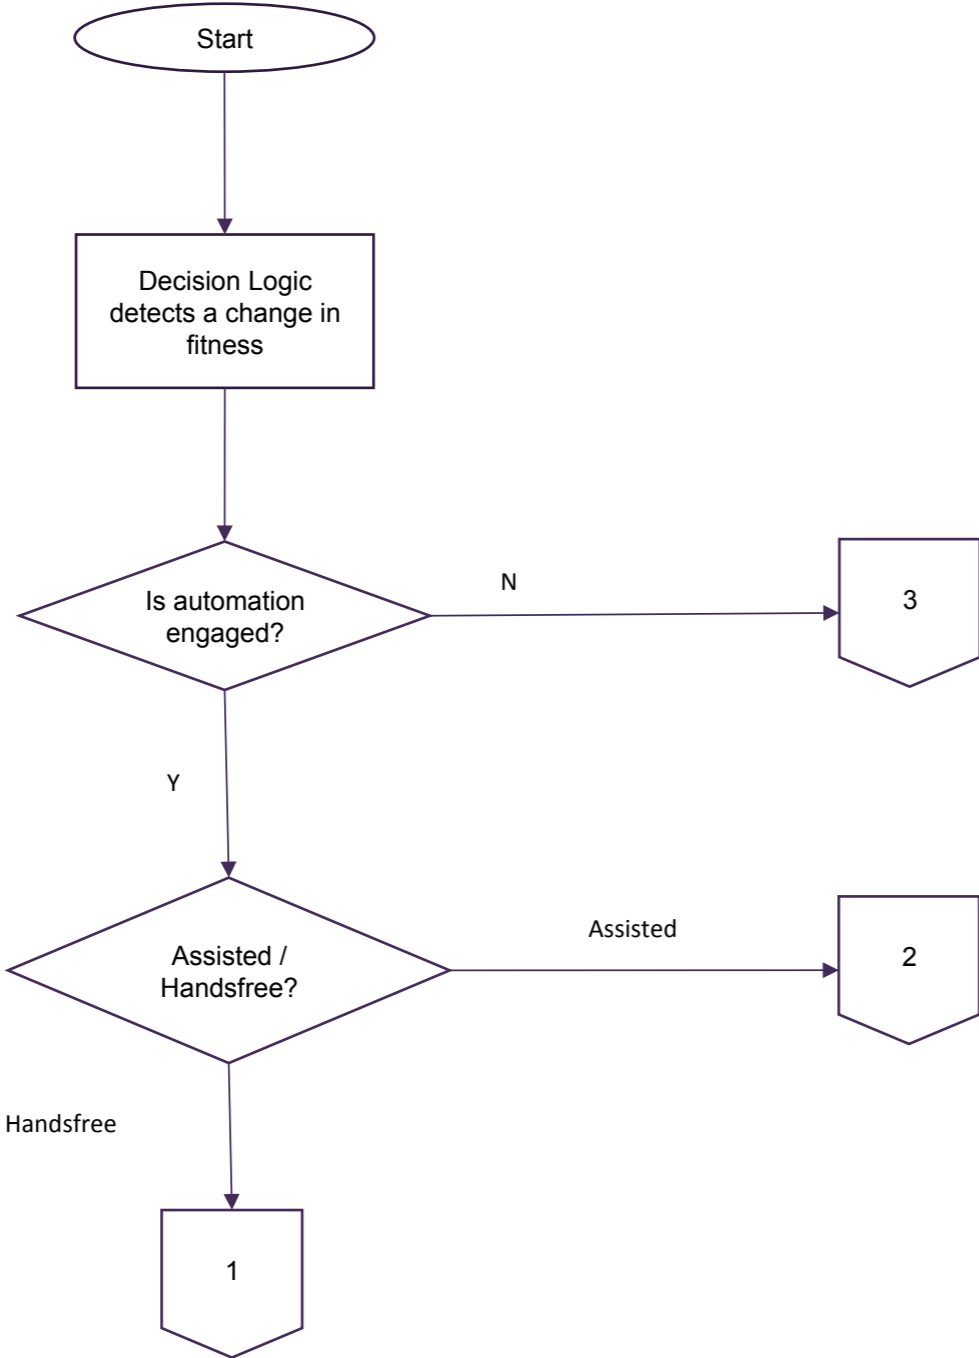 Start
Decision Logic
detects a change in
fitness
Is automation
engaged?
N
3
Y
Assisted /
Handsfree?
Assisted
2
Handsfree
1